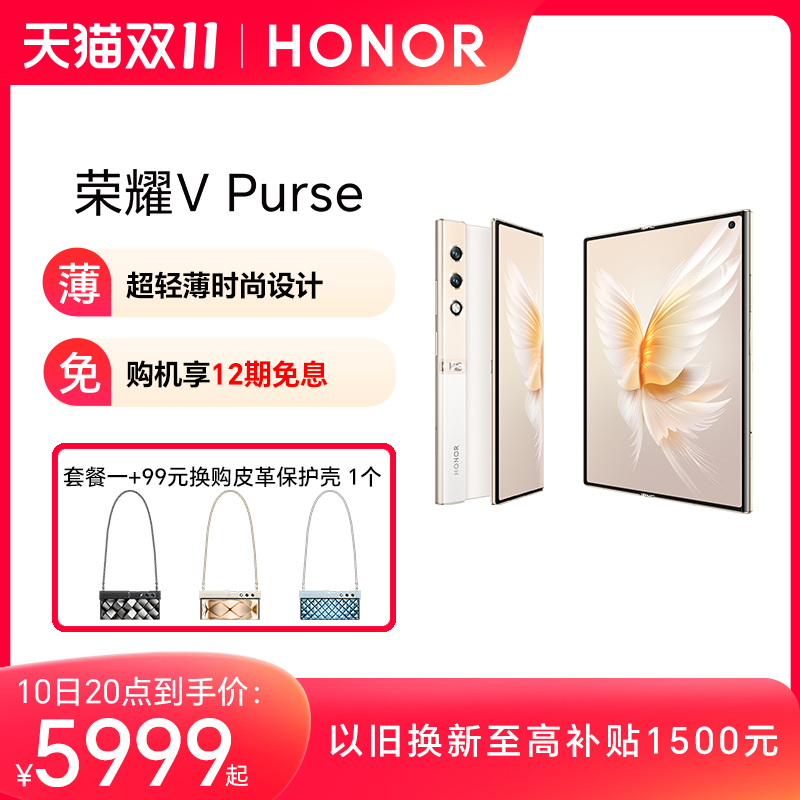 天猫双11 HONOR
荣耀V Purse
薄 超轻薄时尚设计
免 购机享12期免息
套餐一+99元换购皮革保护壳 1个
HONOR
10日20点到手价：
¥5999起
以旧换新至高补贴1500元